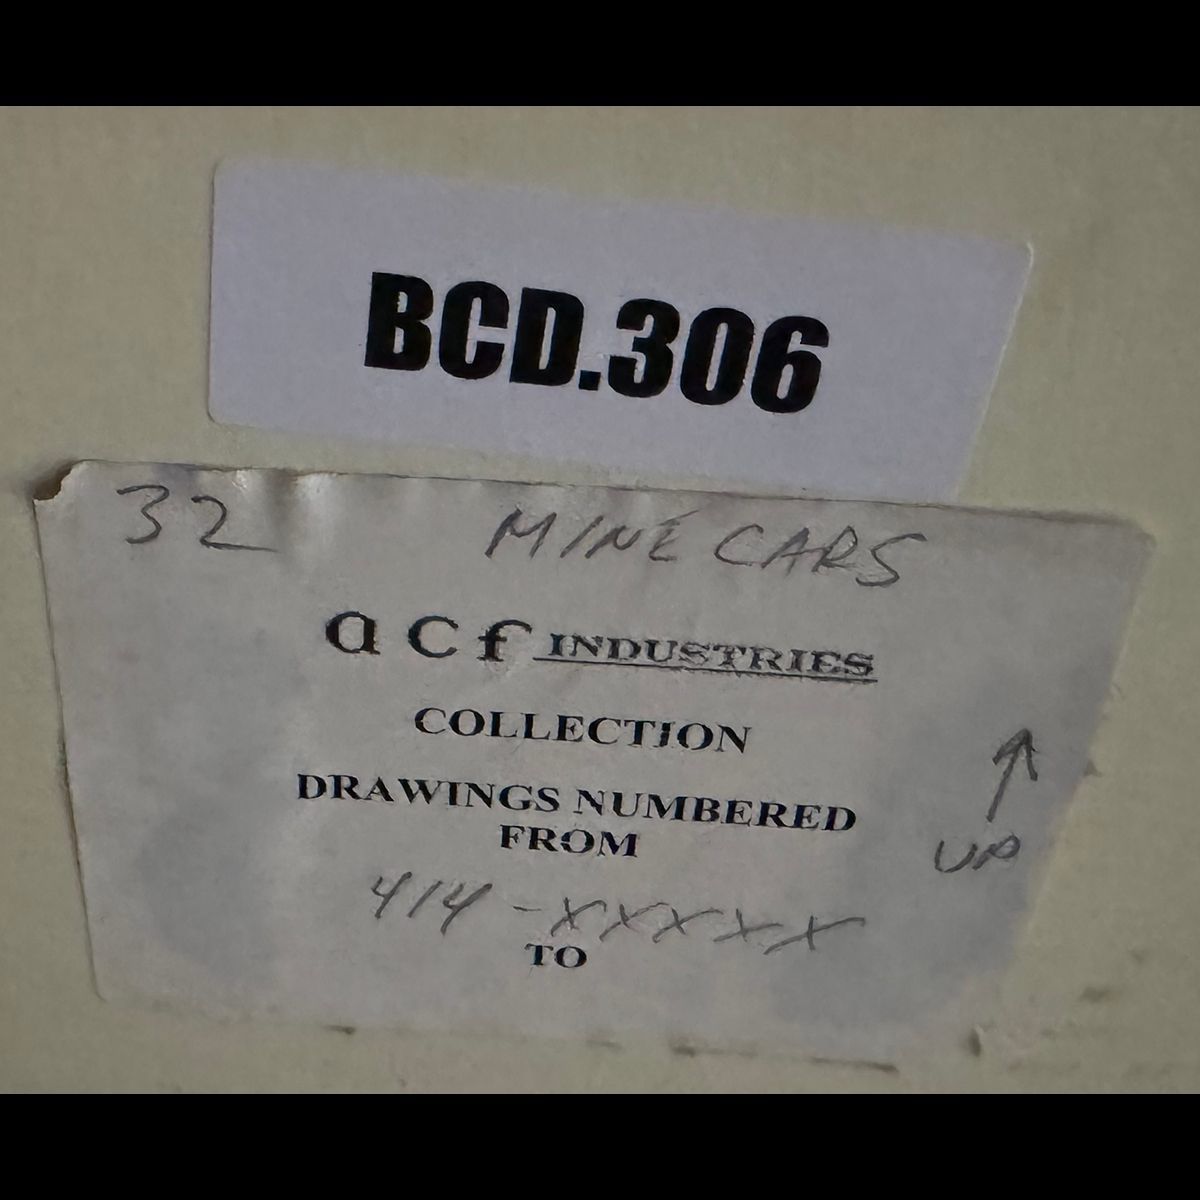 BCD.306
32 MINE CARS
acf INDUSTRIES
COLLECTION
DRAWINGS NUMBERED
FROM
↑
UP
414-XXXXX
TO